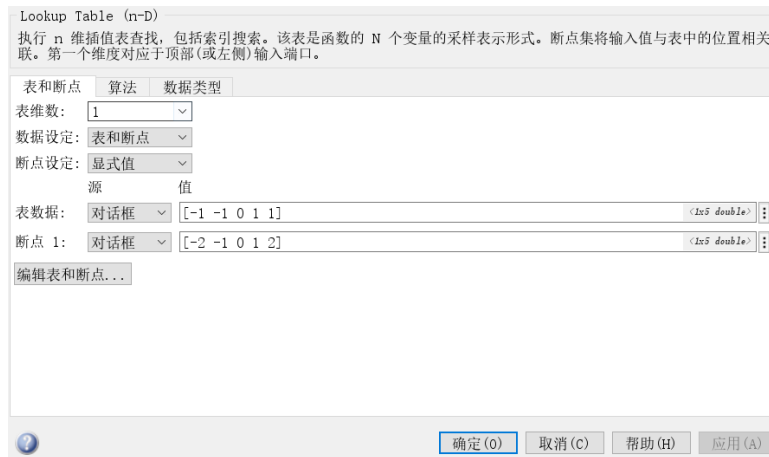 Lookup Table (n-D)
执行 n 维插值表查找，包括索引搜索。该表是函数的 N 个变量的采样表示形式。断点集将输入值与表中的位置相关
联。第一个维度对应于顶部(或左侧)输入端口。
表和断点 算法 数据类型
表维数: 1
数据设定: 表和断点
断点设定: 显式值
源 值
表数据: 对话框 [-1 -1 0 1 1] <1x5 double>
断点 1: 对话框 [-2 -1 0 1 2] <1x5 double>
编辑表和断点...
确定(O) 取消(C) 帮助(H) 应用(A)